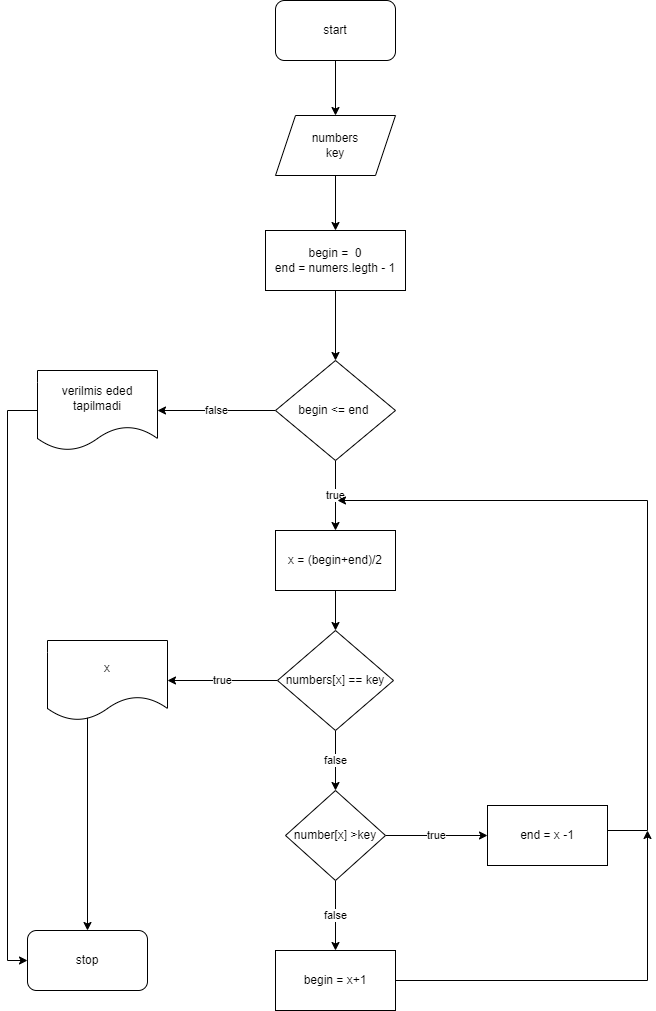 start
numbers
key
begin = 0
end = numers.legth - 1
verilmis eded
tapilmadi
false
begin <= end
true
x = (begin+end)/2
x
true
numbers[x] == key
false
number[x] >key
true
end = x -1
false
stop
begin = x+1